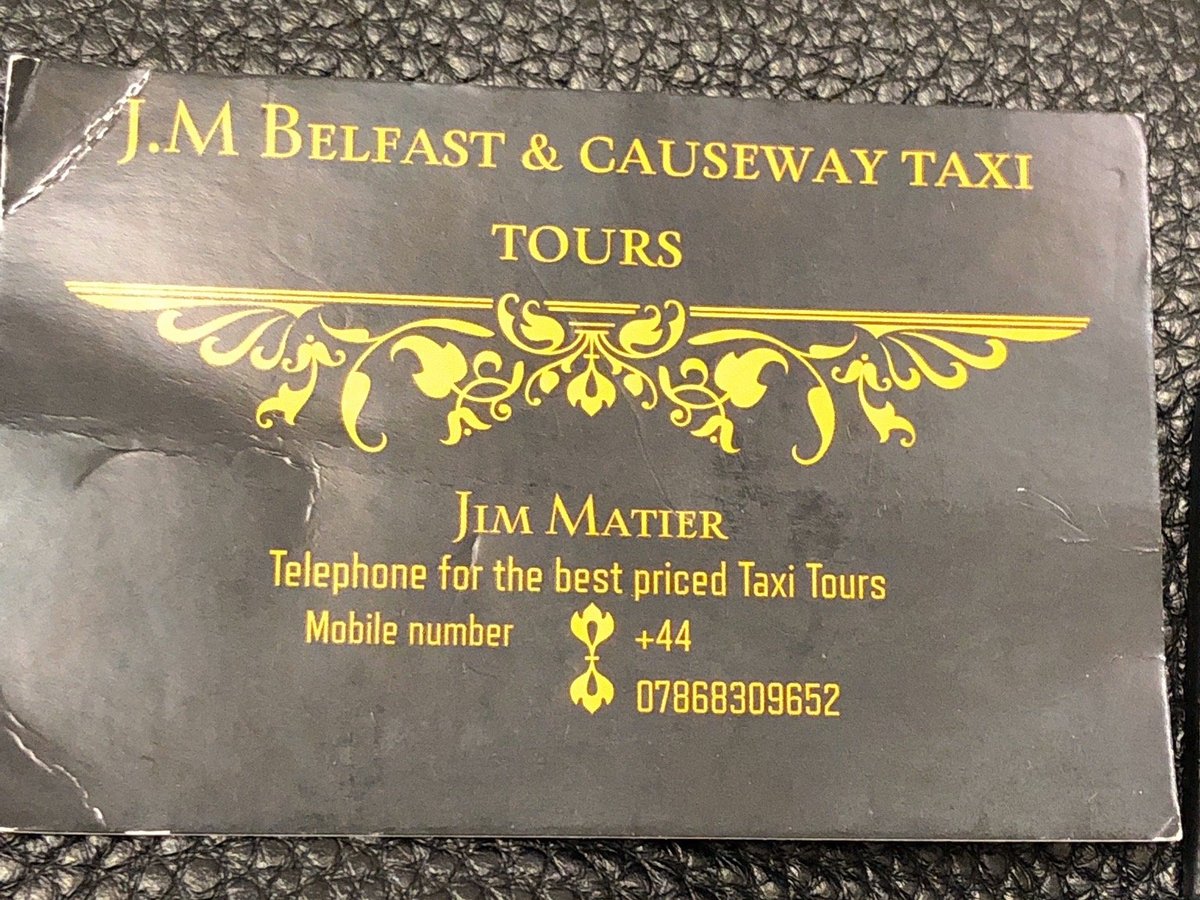 J.M BELFAST & CAUSEWAY TAXI
TOURS
JIM MATIER
Telephone for the best priced Taxi Tours
Mobile number +44
07868309652